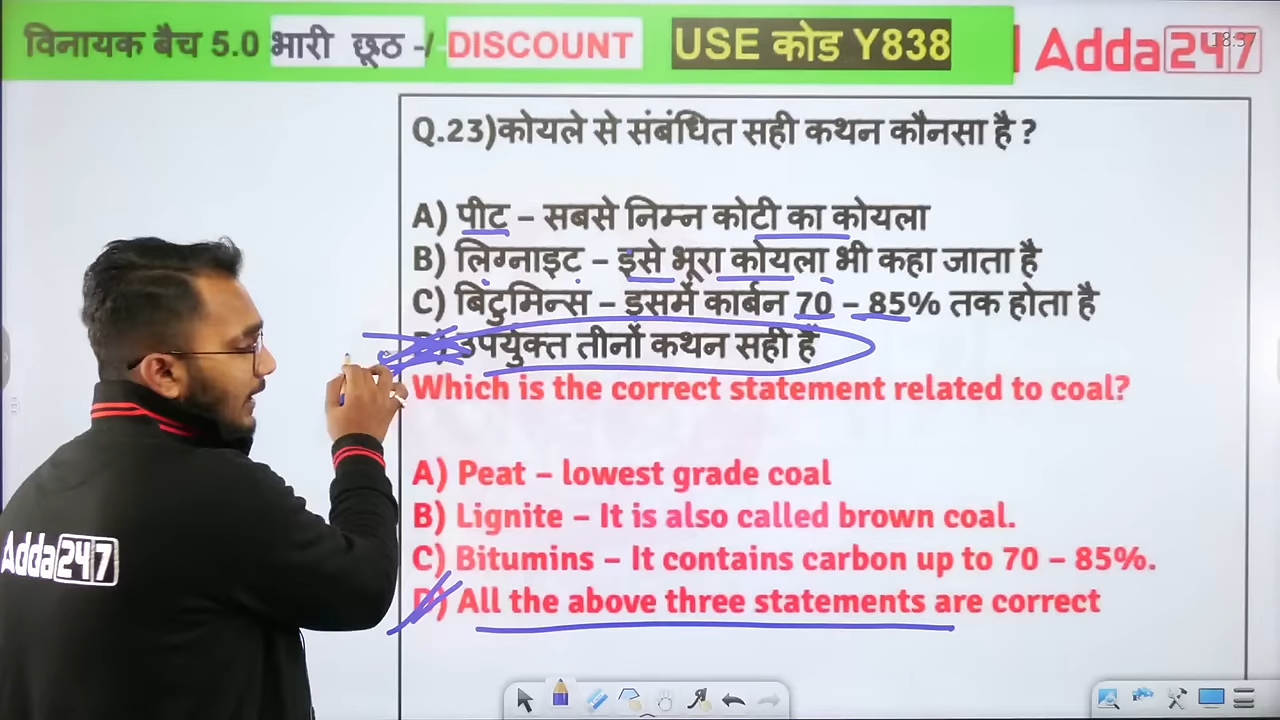 विनायक बैच 5.0 भारी छूठ -/ DISCOUNT USE कोड Y838 Adda247
Q.23)कोयले से संबंधित सही कथन कौनसा है ?
A) पीट – सबसे निम्न कोटी का कोयला
B) लिग्नाइट – इसे भूरा कोयला भी कहा जाता है
C) बिटुमिन्स – इसमें कार्बन 70 – 85% तक होता है
D) उपर्युक्त तीनों कथन सही हैं
Which is the correct statement related to coal?
A) Peat – lowest grade coal
B) Lignite – It is also called brown coal.
C) Bitumins – It contains carbon up to 70 – 85%.
D) All the above three statements are correct
Adda247